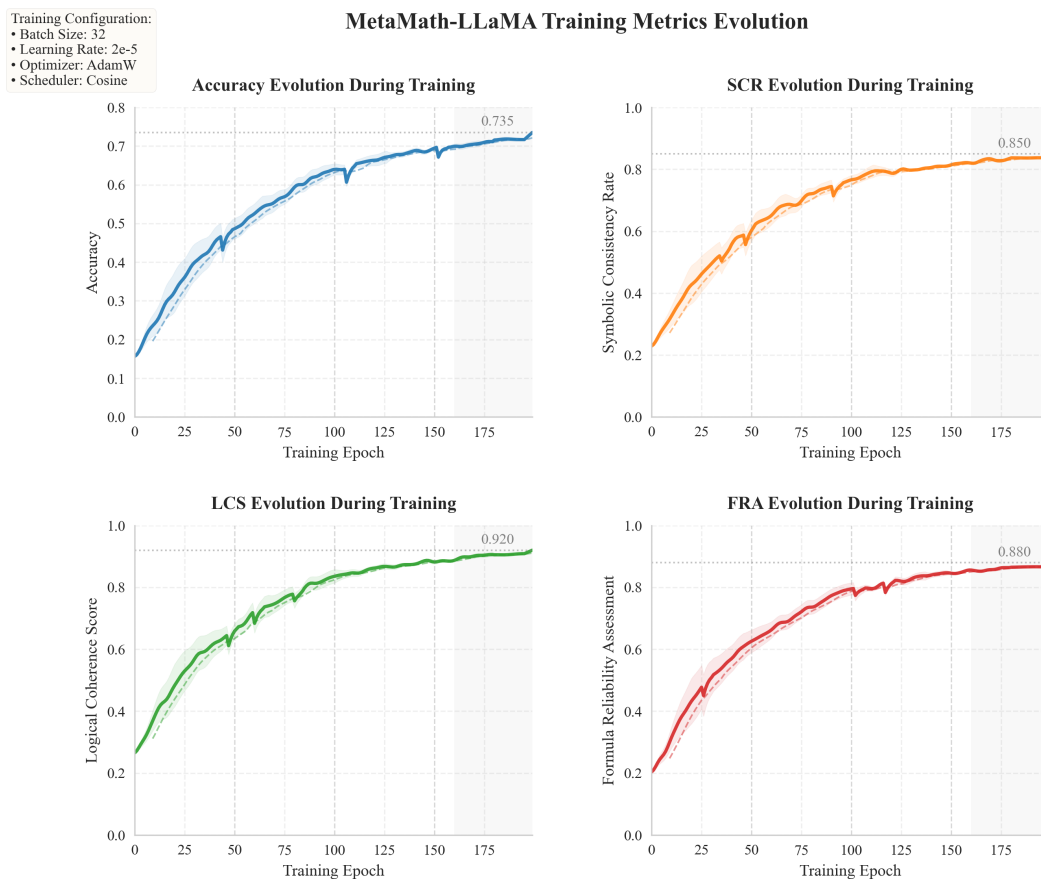 Training Configuration:
• Batch Size: 32
• Learning Rate: 2e-5
• Optimizer: AdamW
• Scheduler: Cosine
MetaMath-LLaMA Training Metrics Evolution
Accuracy Evolution During Training
0.8
0.7
0.6
0.5
0.4
0.3
0.2
0.1
0.0
Accuracy
0.735
0 25 50 75 100 125 150 175
Training Epoch
SCR Evolution During Training
1.0
0.8
0.6
0.4
0.2
0.0
Symbolic Consistency Rate
0.850
0 25 50 75 100 125 150 175
Training Epoch
LCS Evolution During Training
1.0
0.8
0.6
0.4
0.2
0.0
Logical Coherence Score
0.920
0 25 50 75 100 125 150 175
Training Epoch
FRA Evolution During Training
1.0
0.8
0.6
0.4
0.2
0.0
Formula Reliability Assessment
0.880
0 25 50 75 100 125 150 175
Training Epoch